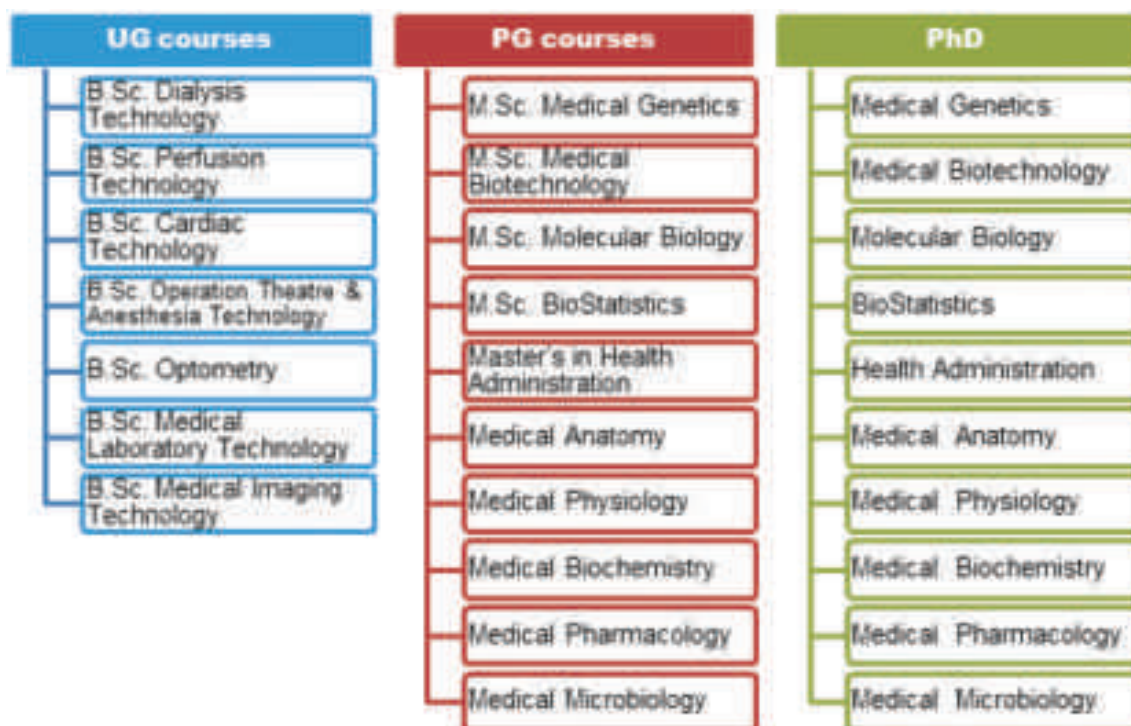 UG courses
B.Sc. Dialysis
Technology
B.Sc. Perfusion
Technology
B.Sc. Cardiac
Technology
B.Sc. Operation Theatre &
Anesthesia Technology
B.Sc. Optometry
B.Sc. Medical
Laboratory Technology
B.Sc. Medical Imaging
Technology
PG courses
M.Sc. Medical Genetics
M.Sc. Medical
Biotechnology
M.Sc. Molecular Biology
M.Sc. BioStatistics
Master's in Health
Administration
Medical Anatomy
Medical Physiology
Medical Biochemistry
Medical Pharmacology
Medical Microbiology
PhD
Medical Genetics
Medical Biotechnology
Molecular Biology
BioStatistics
Health Administration
Medical Anatomy
Medical Physiology
Medical Biochemistry
Medical Pharmacology
Medical Microbiology